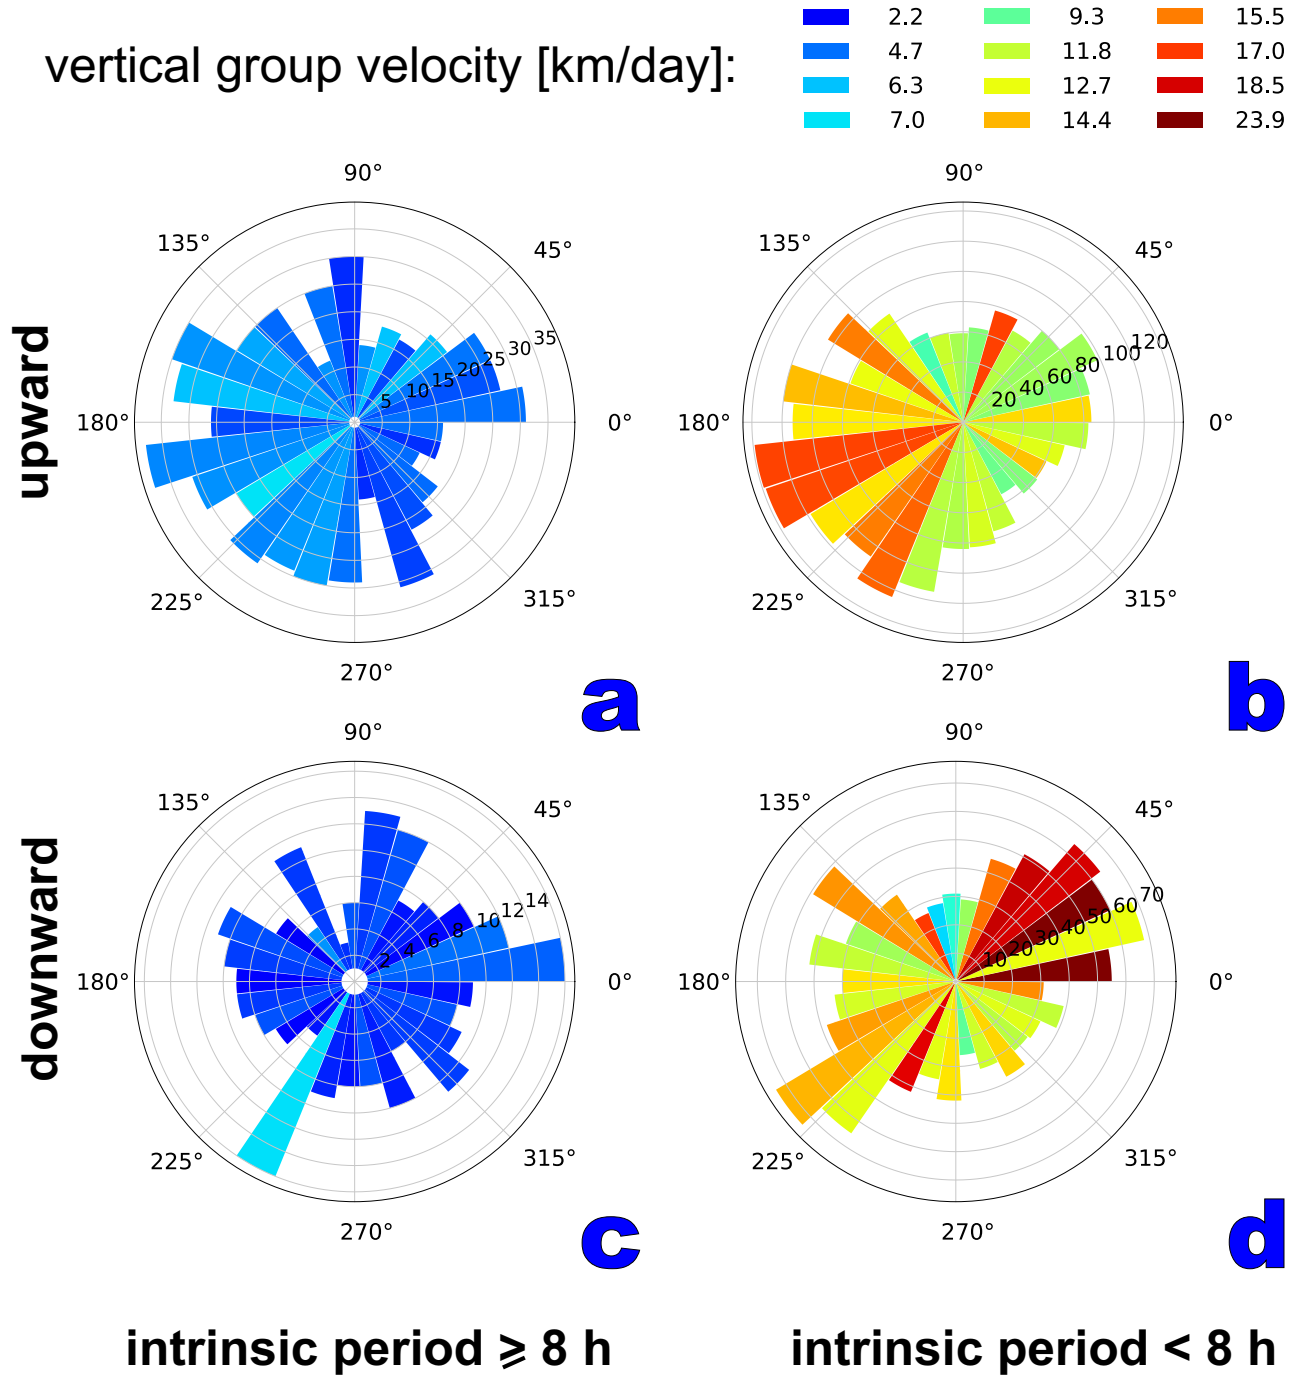 vertical group velocity [km/day]:
2.2 9.3 15.5
4.7 11.8 17.0
6.3 12.7 18.5
7.0 14.4 23.9
upward
90°
135° 45°
180° 0°
225° 315°
270°
5 10 15 20 25 30 35
a
90°
135° 45°
180° 0°
225° 315°
270°
20 40 60 80 100 120
b
downward
90°
135° 45°
180° 0°
225° 315°
270°
2 4 6 8 10 12 14
c
90°
135° 45°
180° 0°
225° 315°
270°
10 20 30 40 50 60 70
d
intrinsic period ⩾ 8 h
intrinsic period < 8 h